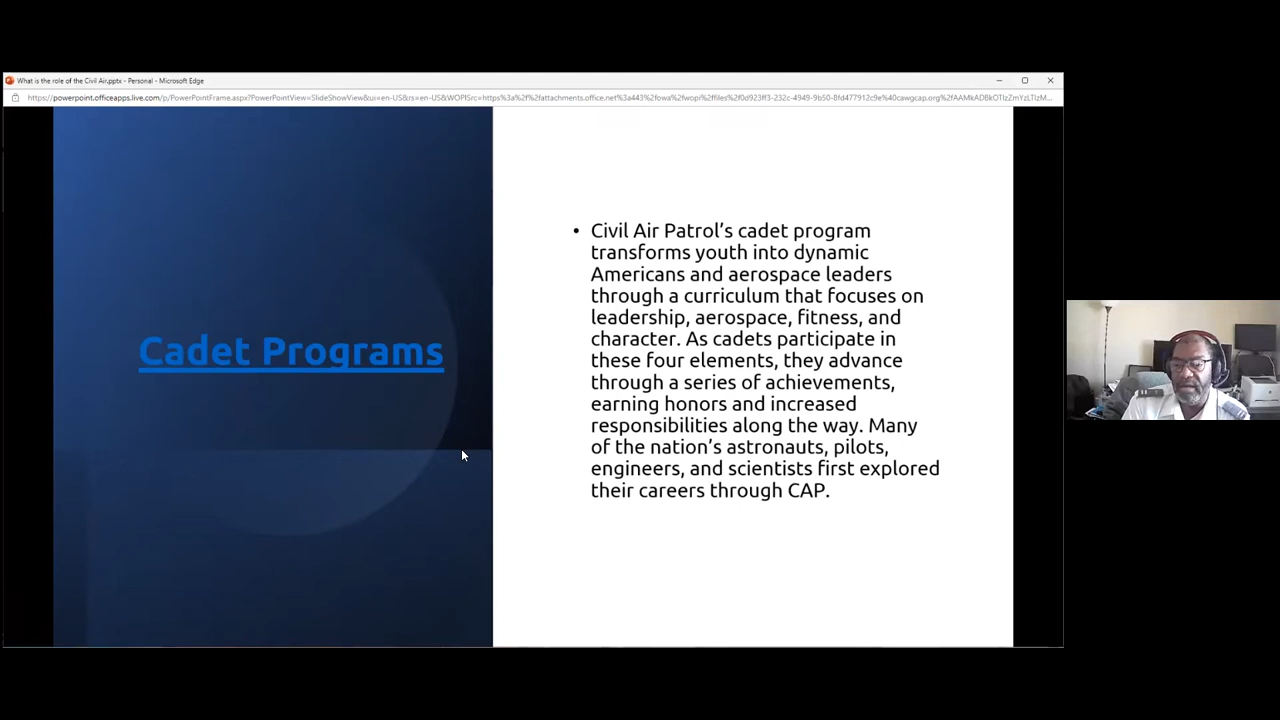 What is the role of the Civil Air.pptx - Personal - Microsoft Edge
Cadet Programs
• Civil Air Patrol’s cadet program
transforms youth into dynamic
Americans and aerospace leaders
through a curriculum that focuses on
leadership, aerospace, fitness, and
character. As cadets participate in
these four elements, they advance
through a series of achievements,
earning honors and increased
responsibilities along the way. Many
of the nation’s astronauts, pilots,
engineers, and scientists first explored
their careers through CAP.